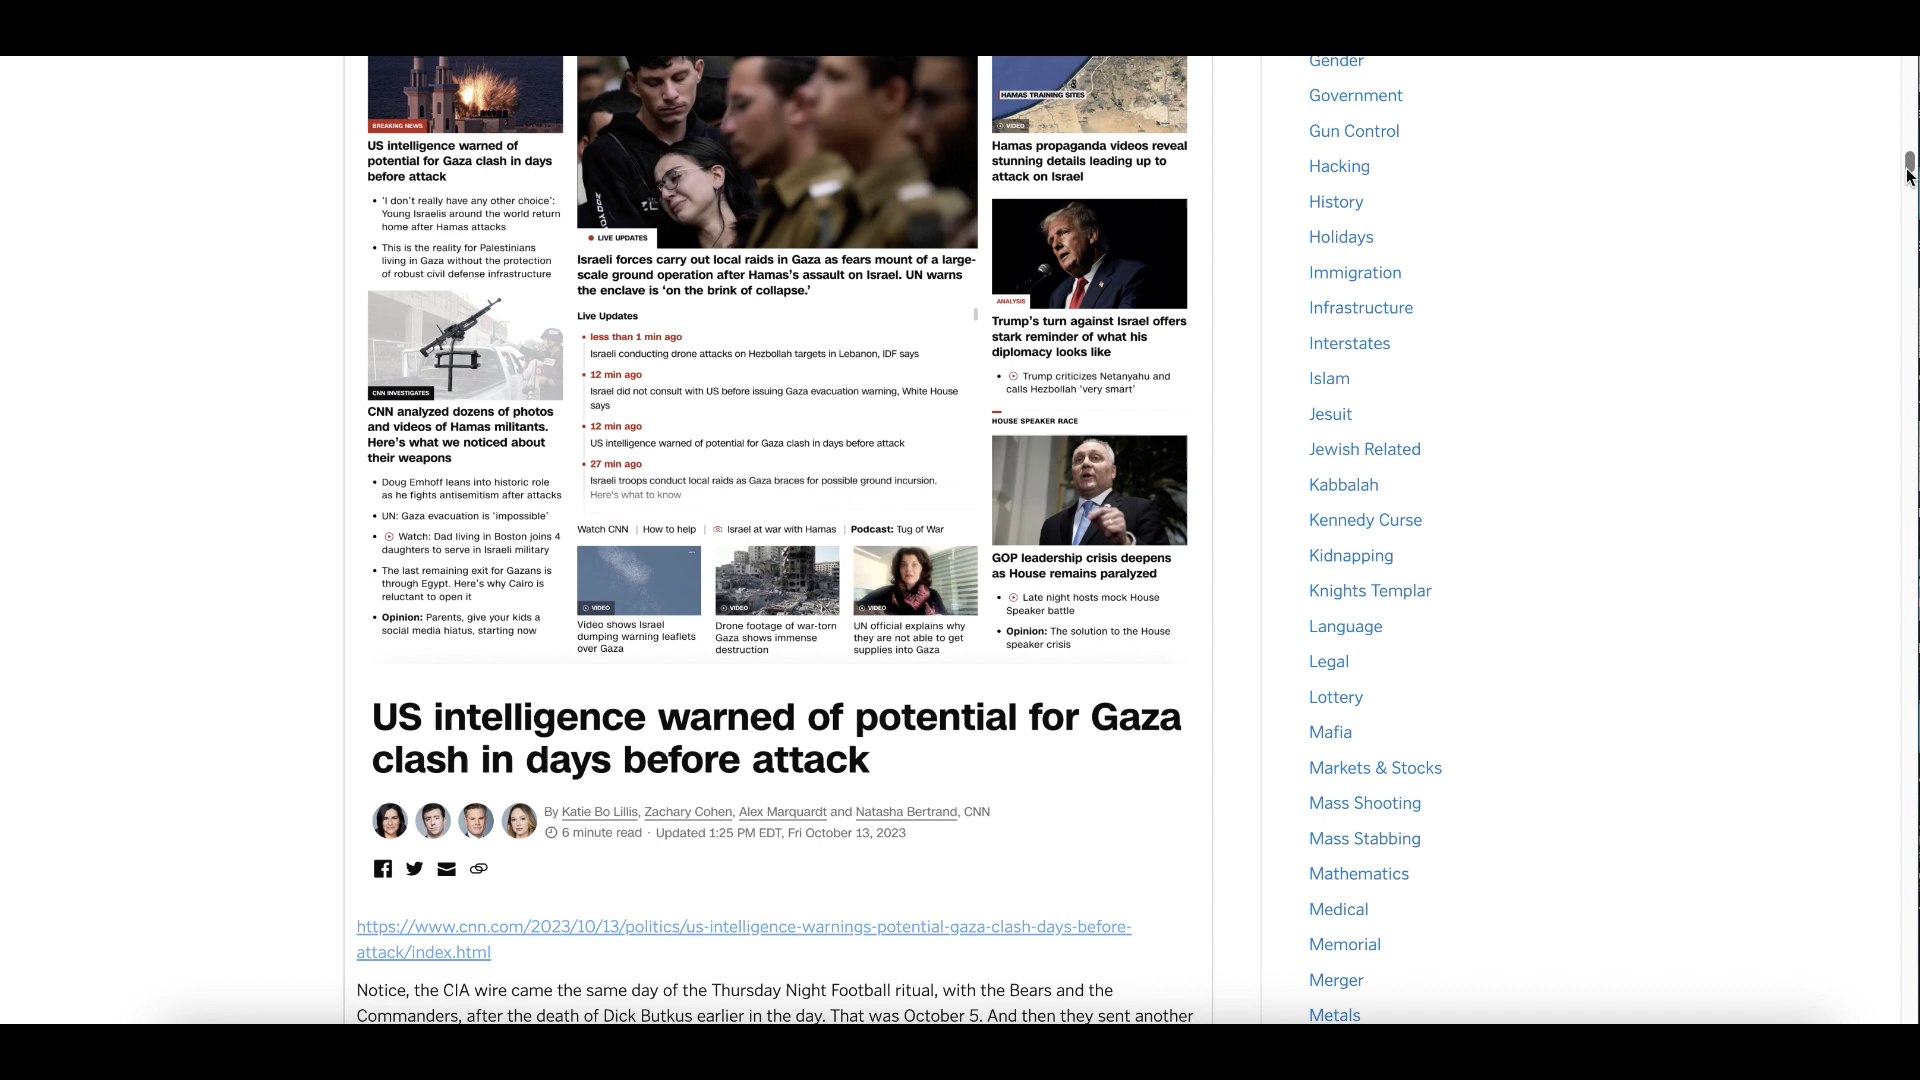 BREAKING NEWS
US intelligence warned of
potential for Gaza clash in days
before attack
• ‘I don’t really have any other choice’:
Young Israelis around the world return
home after Hamas attacks
• This is the reality for Palestinians
living in Gaza without the protection
of robust civil defense infrastructure
CNN INVESTIGATES
CNN analyzed dozens of photos
and videos of Hamas militants.
Here’s what we noticed about
their weapons
• Doug Emhoff leans into historic role
as he fights antisemitism after attacks
• UN: Gaza evacuation is ‘impossible’
• Watch: Dad living in Boston joins 4
daughters to serve in Israeli military
• The last remaining exit for Gazans is
through Egypt. Here’s why Cairo is
reluctant to open it
• Opinion: Parents, give your kids a
social media hiatus, starting now
LIVE UPDATES
Israeli forces carry out local raids in Gaza as fears mount of a large-
scale ground operation after Hamas’s assault on Israel. UN warns
the enclave is ‘on the brink of collapse.’
Live Updates
less than 1 min ago
Israeli conducting drone attacks on Hezbollah targets in Lebanon, IDF says
12 min ago
Israel did not consult with US before issuing Gaza evacuation warning, White House
says
12 min ago
US intelligence warned of potential for Gaza clash in days before attack
27 min ago
Israeli troops conduct local raids as Gaza braces for possible ground incursion.
Here's what to know
Watch CNN | How to help | Israel at war with Hamas | Podcast: Tug of War
VIDEO
Video shows Israel
dumping warning leaflets
over Gaza
VIDEO
Drone footage of war-torn
Gaza shows immense
destruction
VIDEO
UN official explains why
they are not able to get
supplies into Gaza
HAMAS TRAINING SITES
VIDEO
Hamas propaganda videos reveal
stunning details leading up to
attack on Israel
ANALYSIS
Trump’s turn against Israel offers
stark reminder of what his
diplomacy looks like
• Trump criticizes Netanyahu and
calls Hezbollah ‘very smart’
HOUSE SPEAKER RACE
GOP leadership crisis deepens
as House remains paralyzed
• Late night hosts mock House
Speaker battle
• Opinion: The solution to the House
speaker crisis
US intelligence warned of potential for Gaza
clash in days before attack
By Katie Bo Lillis, Zachary Cohen, Alex Marquardt and Natasha Bertrand, CNN
6 minute read · Updated 1:25 PM EDT, Fri October 13, 2023
https://www.cnn.com/2023/10/13/politics/us-intelligence-warnings-potential-gaza-clash-days-before-
attack/index.html
Notice, the CIA wire came the same day of the Thursday Night Football ritual, with the Bears and the
Commanders, after the death of Dick Butkus earlier in the day. That was October 5. And then they sent another
Gender
Government
Gun Control
Hacking
History
Holidays
Immigration
Infrastructure
Interstates
Islam
Jesuit
Jewish Related
Kabbalah
Kennedy Curse
Kidnapping
Knights Templar
Language
Legal
Lottery
Mafia
Markets & Stocks
Mass Shooting
Mass Stabbing
Mathematics
Medical
Memorial
Merger
Metals